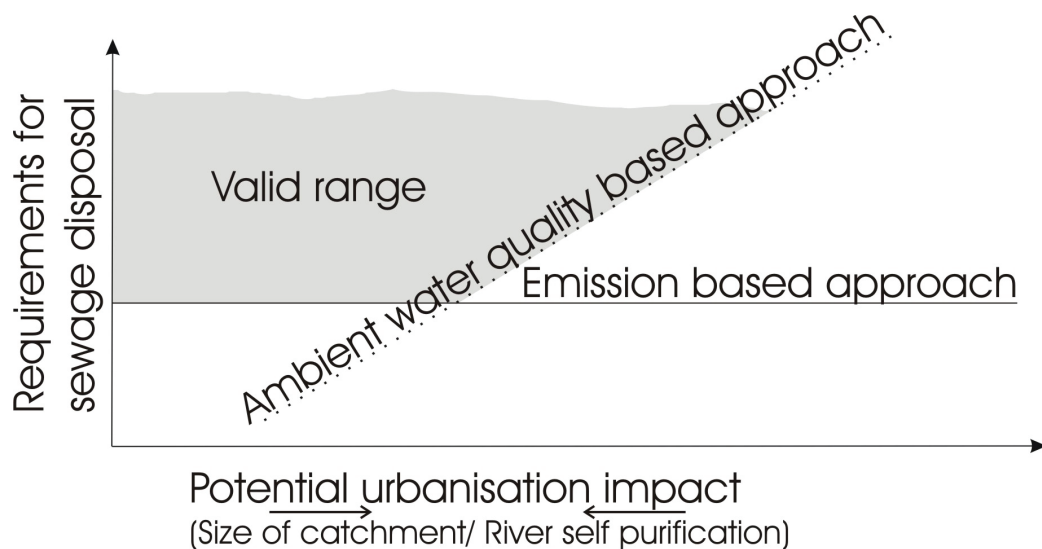 Requirements for
sewage disposal
Valid range
Ambient water quality based approach
Emission based approach
Potential urbanisation impact
(Size of catchment/ River self purification)